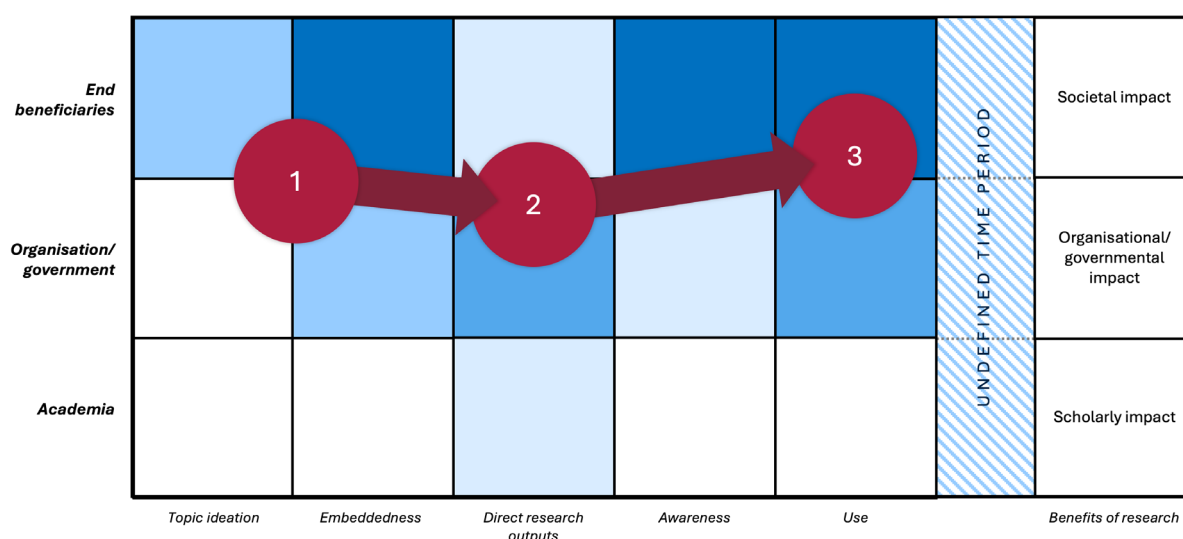 End
beneficiaries
Societal impact
1
2
3
Organisation/
government
Organisational/
governmental
impact
UNDEFINED TIME PERIOD
Academia
Scholarly impact
Topic ideation
Embeddedness
Direct research
outputs
Awareness
Use
Benefits of research